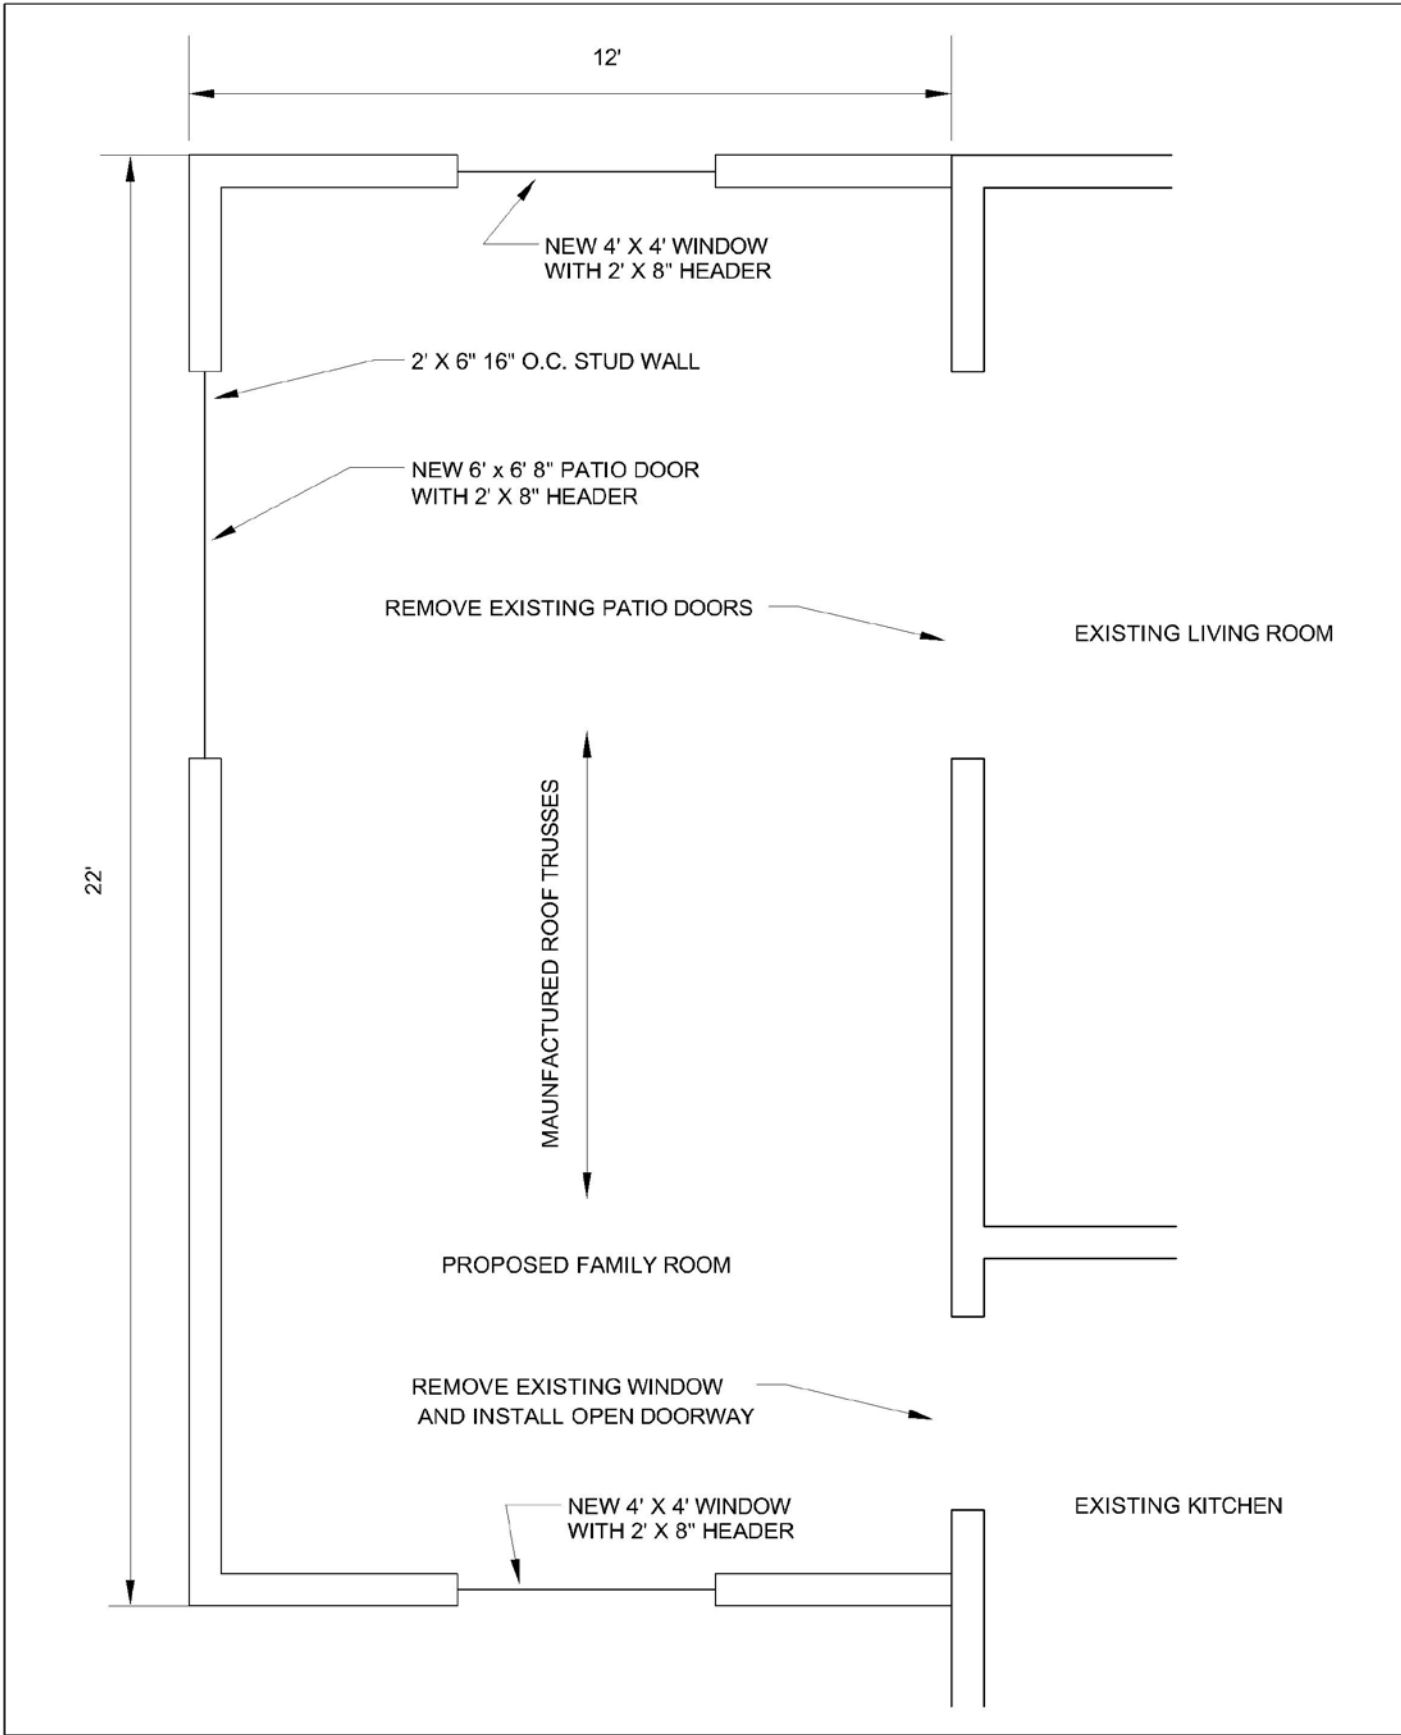 12'
NEW 4' X 4' WINDOW
WITH 2' X 8" HEADER
2' X 6" 16" O.C. STUD WALL
NEW 6' x 6' 8" PATIO DOOR
WITH 2' X 8" HEADER
REMOVE EXISTING PATIO DOORS
EXISTING LIVING ROOM
22'
MAUNFACTURED ROOF TRUSSES
PROPOSED FAMILY ROOM
REMOVE EXISTING WINDOW
AND INSTALL OPEN DOORWAY
NEW 4' X 4' WINDOW
WITH 2' X 8" HEADER
EXISTING KITCHEN